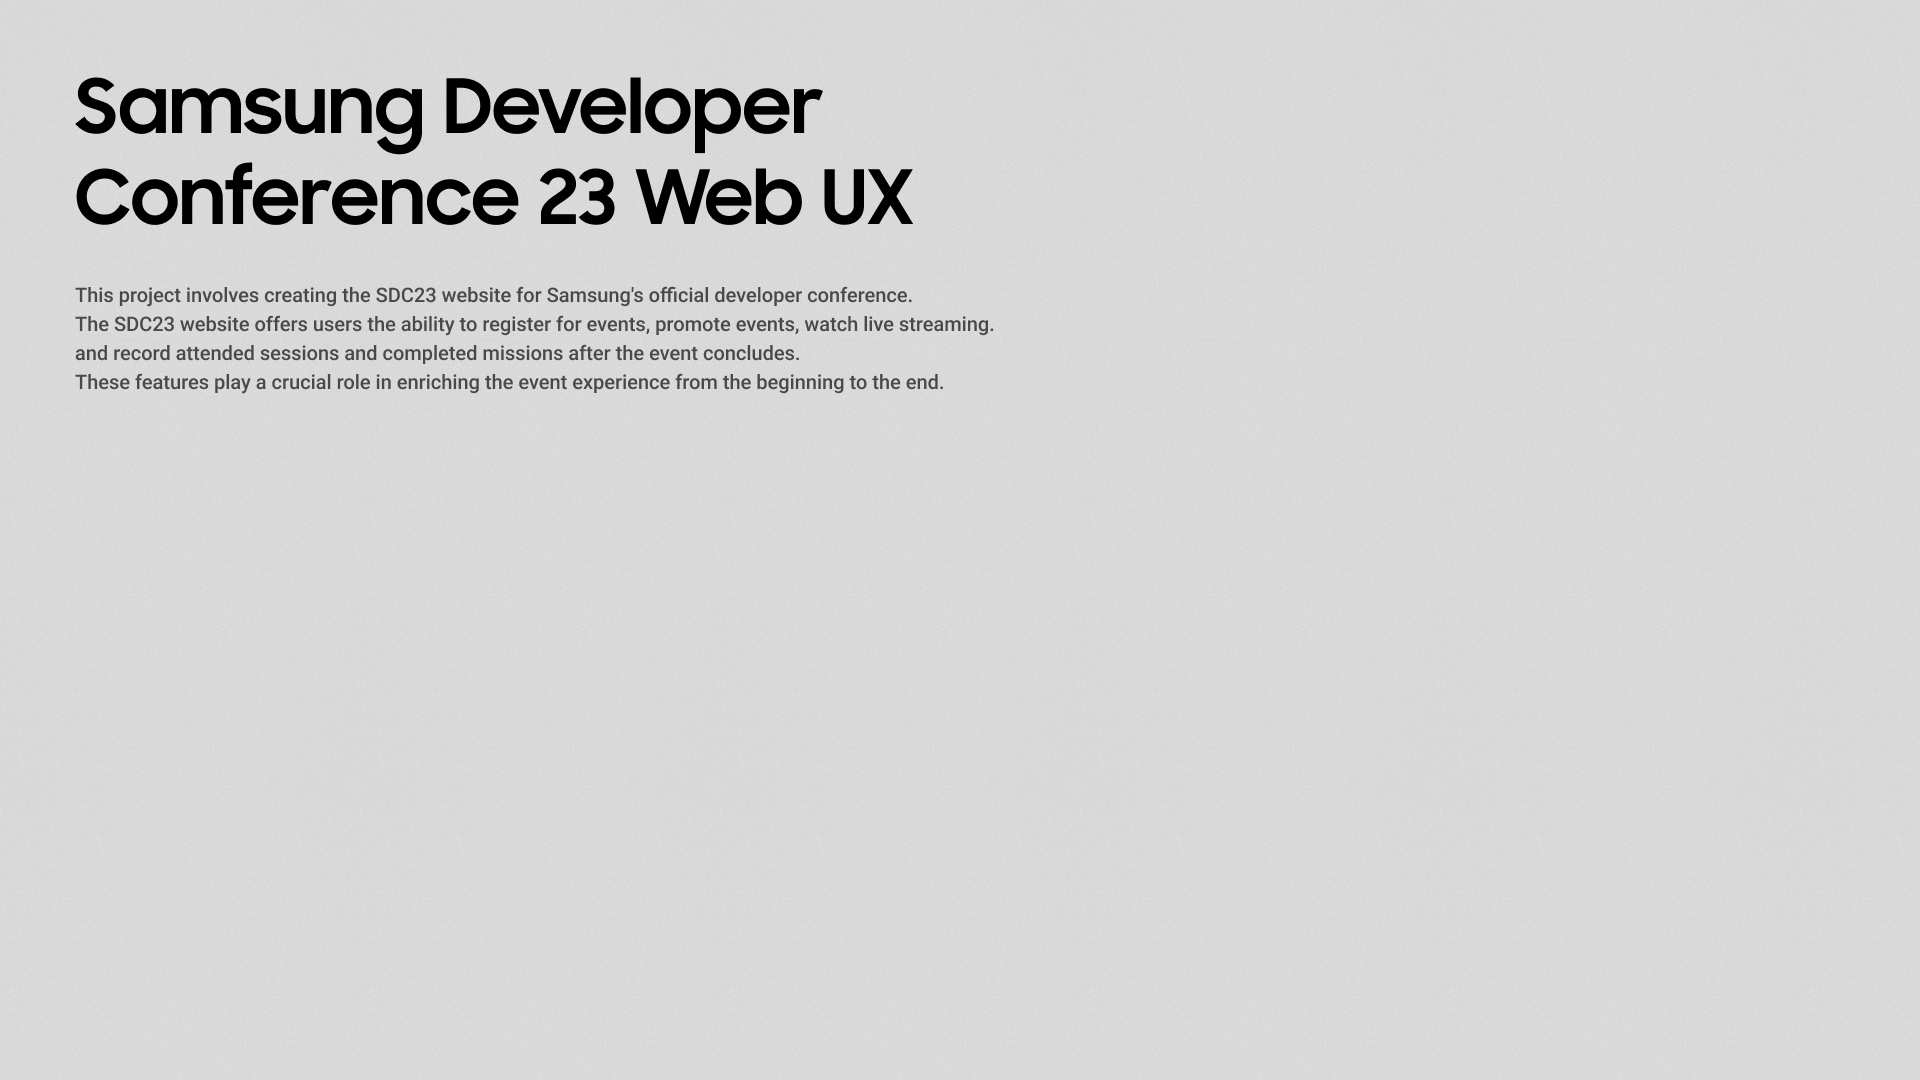 Samsung Developer
Conference 23 Web UX
This project involves creating the SDC23 website for Samsung's official developer conference.
The SDC23 website offers users the ability to register for events, promote events, watch live streaming.
and record attended sessions and completed missions after the event concludes.
These features play a crucial role in enriching the event experience from the beginning to the end.